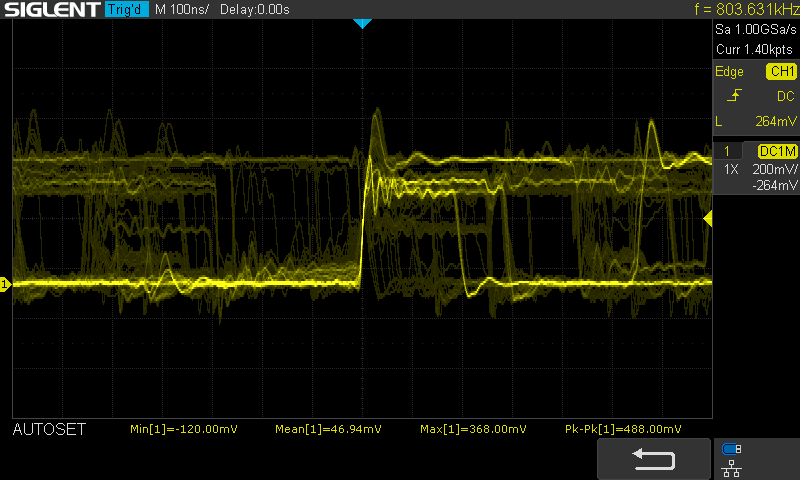 SIGLENT Trig'd M 100ns/ Delay:0.00s f = 803.631kHz
Sa 1.00GSa/s
Curr 1.40kpts
Edge CH1
DC
L 264mV
1 DC1M
1X 200mV/
-264mV
1
AUTOSET Min[1]=-120.00mV Mean[1]=46.94mV Max[1]=368.00mV Pk-Pk[1]=488.00mV